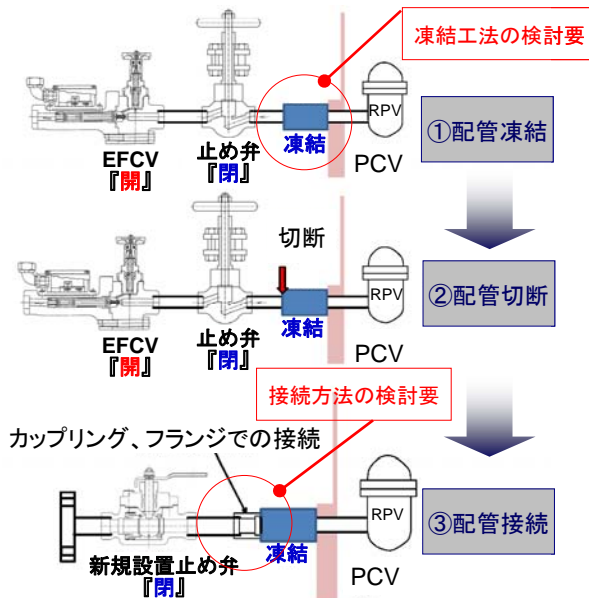 凍結工法の検討要
RPV
EFCV
『開』
止め弁
『閉』
凍結
PCV
①配管凍結
切断
RPV
EFCV
『開』
止め弁
『閉』
凍結
PCV
②配管切断
接続方法の検討要
カップリング、フランジでの接続
RPV
新規設置止め弁
『閉』
凍結
PCV
③配管接続